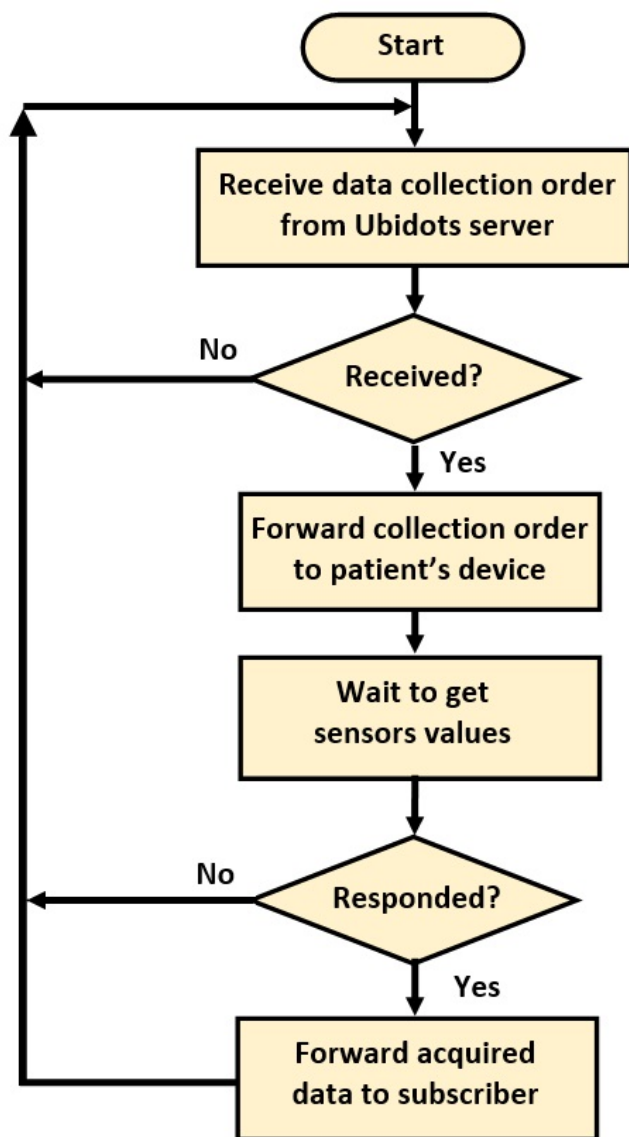 Start
Receive data collection order
from Ubidots server
No
Received?
Yes
Forward collection order
to patient’s device
Wait to get
sensors values
No
Responded?
Yes
Forward acquired
data to subscriber